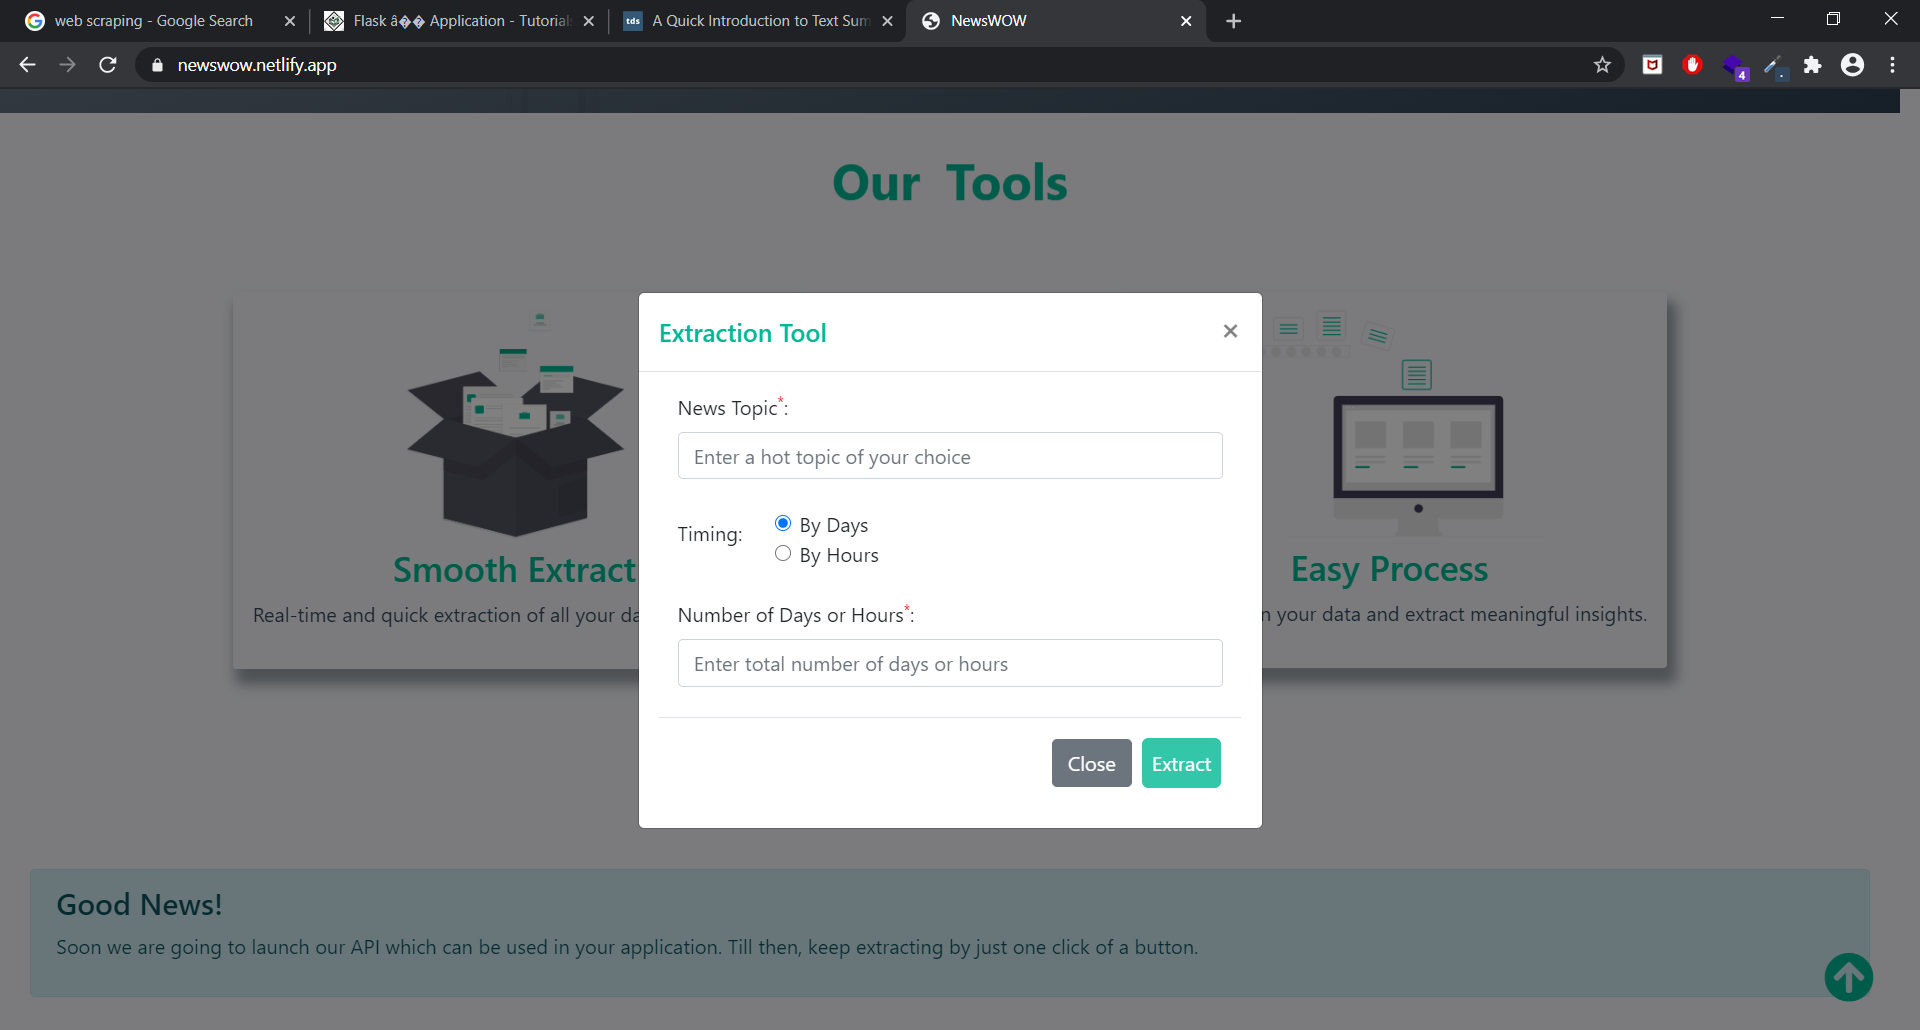 web scraping - Google Search
Flask â�� Application - Tutorials
A Quick Introduction to Text Sum
NewsWOW
newswow.netlify.app
4
Our Tools
Extraction Tool
News Topic*:
Enter a hot topic of your choice
Timing:
By Days
By Hours
Number of Days or Hours*:
Enter total number of days or hours
Close
Extract
Smooth Extract
Real-time and quick extraction of all your da
Easy Process
n your data and extract meaningful insights.
Good News!
Soon we are going to launch our API which can be used in your application. Till then, keep extracting by just one click of a button.